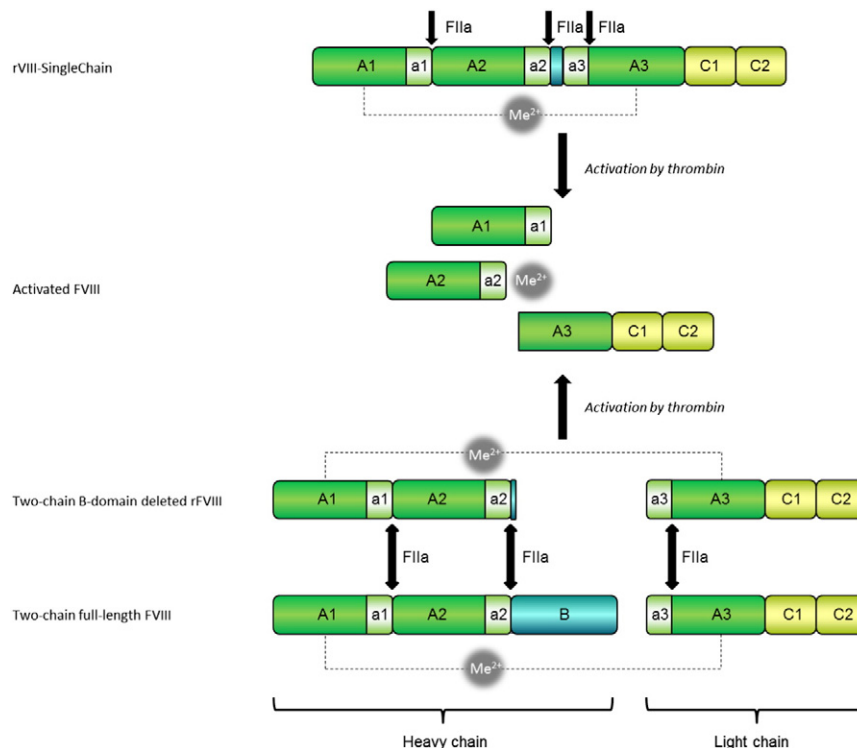 FIIa FIIa FIIa
rVIII-SingleChain A1 a1 A2 a2 a3 A3 C1 C2
Me2+
Activation by thrombin
A1 a1
Activated FVIII A2 a2 Me2+
A3 C1 C2
Activation by thrombin
Me2+
Two-chain B-domain deleted rFVIII A1 a1 A2 a2 a3 A3 C1 C2
FIIa FIIa FIIa
Two-chain full-length FVIII A1 a1 A2 a2 B a3 A3 C1 C2
Me2+
Heavy chain Light chain